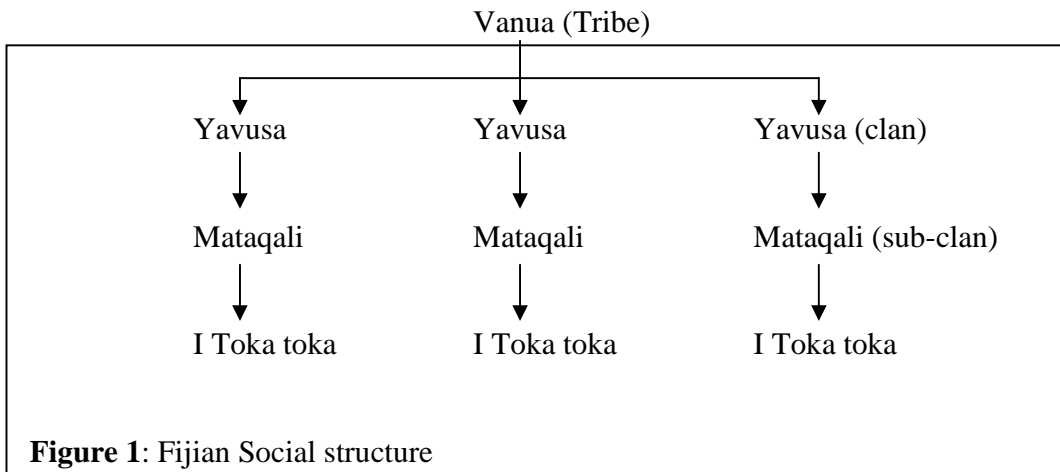 Vanua (Tribe)
Yavusa Yavusa Yavusa (clan)
Mataqali Mataqali Mataqali (sub-clan)
I Toka toka I Toka toka I Toka toka
Figure 1: Fijian Social structure